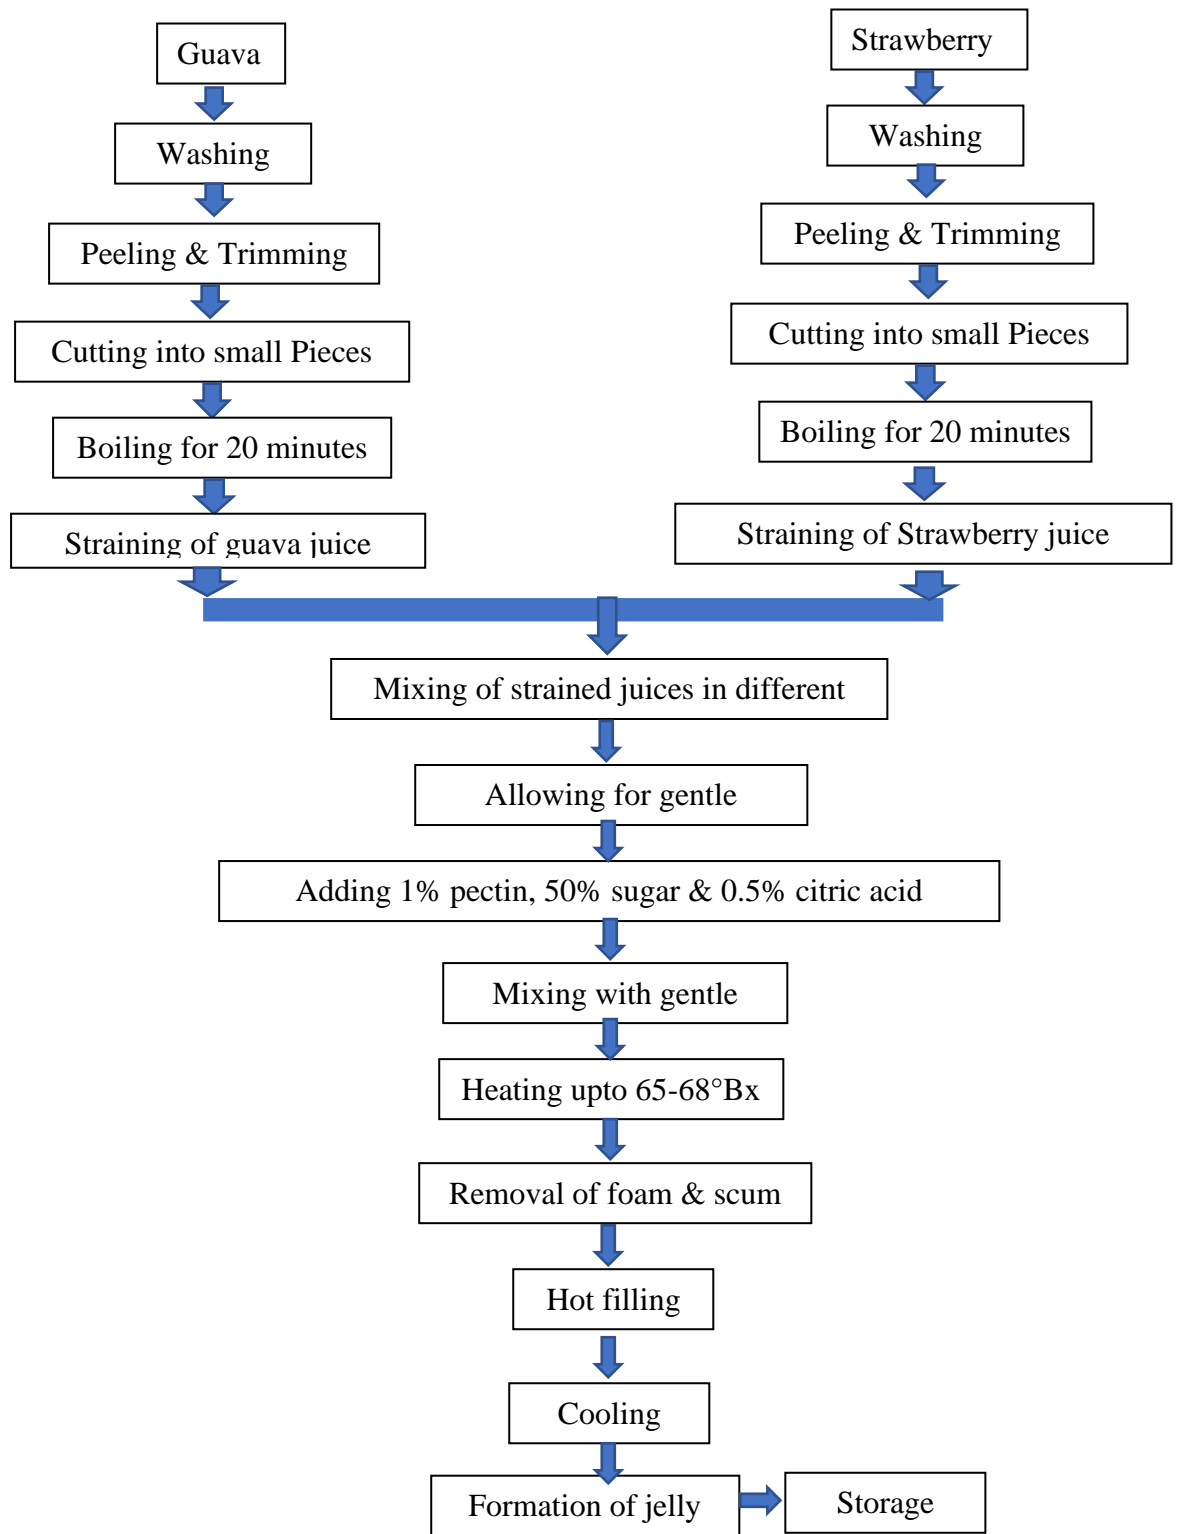 Guava
Washing
Peeling & Trimming
Cutting into small Pieces
Boiling for 20 minutes
Straining of guava juice
Strawberry
Washing
Peeling & Trimming
Cutting into small Pieces
Boiling for 20 minutes
Straining of Strawberry juice
Mixing of strained juices in different
Allowing for gentle
Adding 1% pectin, 50% sugar & 0.5% citric acid
Mixing with gentle
Heating upto 65-68°Bx
Removal of foam & scum
Hot filling
Cooling
Formation of jelly
Storage